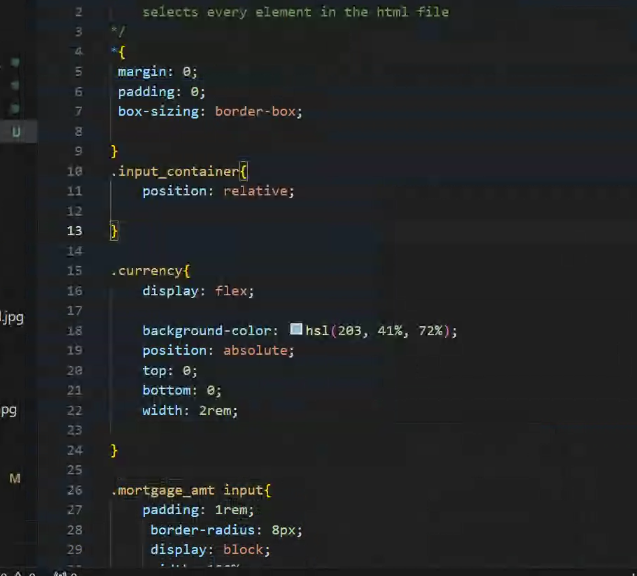 2 selects every element in the html file
3 */
4 *{
5 margin: 0;
6 padding: 0;
7 box-sizing: border-box;
U 8
9 }
10 .input_container{
11 position: relative;
12
13 }
14
15 .currency{
16 display: flex;
.jpg 17
18 background-color: hsl(203, 41%, 72%);
19 position: absolute;
20 top: 0;
21 bottom: 0;
pg 22 width: 2rem;
23
24 }
M 25
26 .mortgage_amt input{
27 padding: 1rem;
28 border-radius: 8px;
29 display: block;